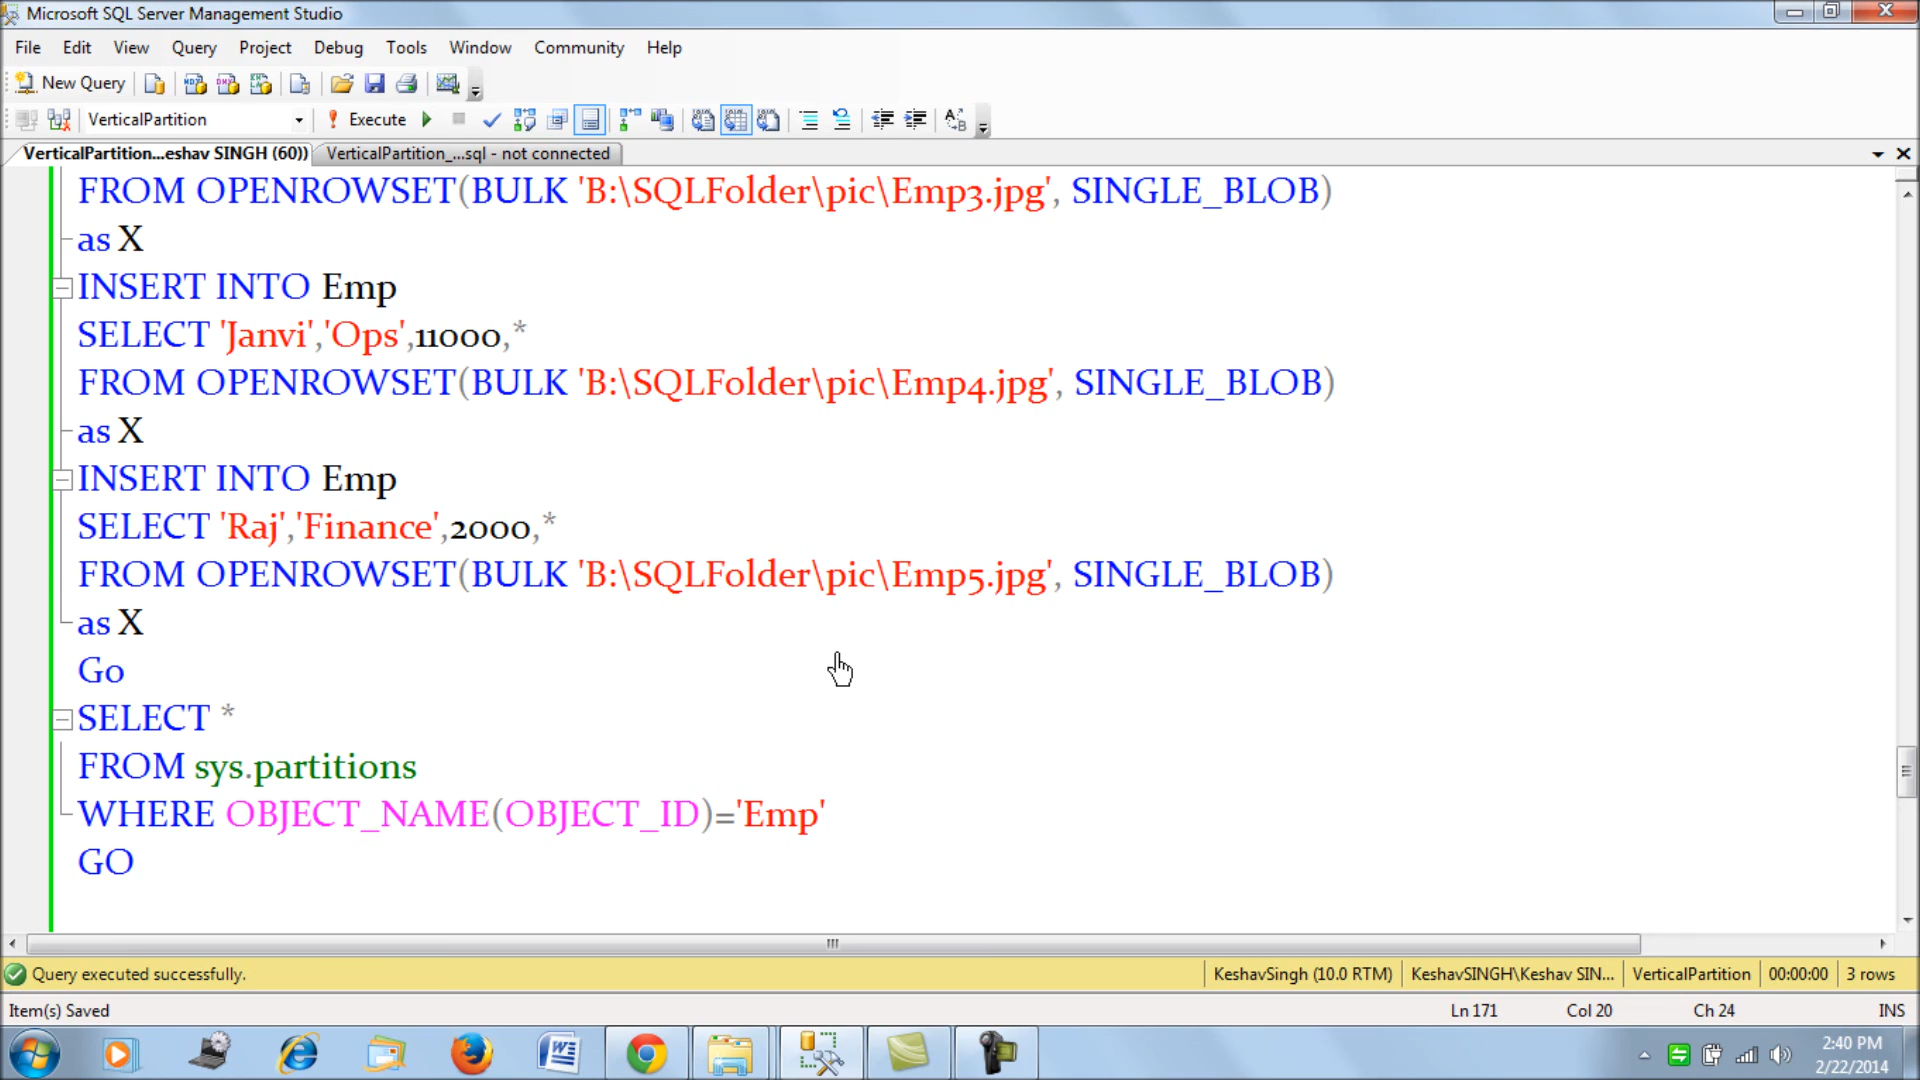 Microsoft SQL Server Management Studio
File Edit View Query Project Debug Tools Window Community Help
New Query
VerticalPartition Execute
VerticalPartition...eshav SINGH (60)) VerticalPartition_...sql - not connected
FROM OPENROWSET(BULK 'B:\SQLFolder\pic\Emp3.jpg', SINGLE_BLOB)
as X
INSERT INTO Emp
SELECT 'Janvi','Ops',11000,*
FROM OPENROWSET(BULK 'B:\SQLFolder\pic\Emp4.jpg', SINGLE_BLOB)
as X
INSERT INTO Emp
SELECT 'Raj','Finance',2000,*
FROM OPENROWSET(BULK 'B:\SQLFolder\pic\Emp5.jpg', SINGLE_BLOB)
as X
Go
SELECT *
FROM sys.partitions
WHERE OBJECT_NAME(OBJECT_ID)='Emp'
GO
Query executed successfully. KeshavSingh (10.0 RTM) KeshavSINGH\Keshav SIN... VerticalPartition 00:00:00 3 rows
Item(s) Saved Ln 171 Col 20 Ch 24 INS
2:40 PM
2/22/2014